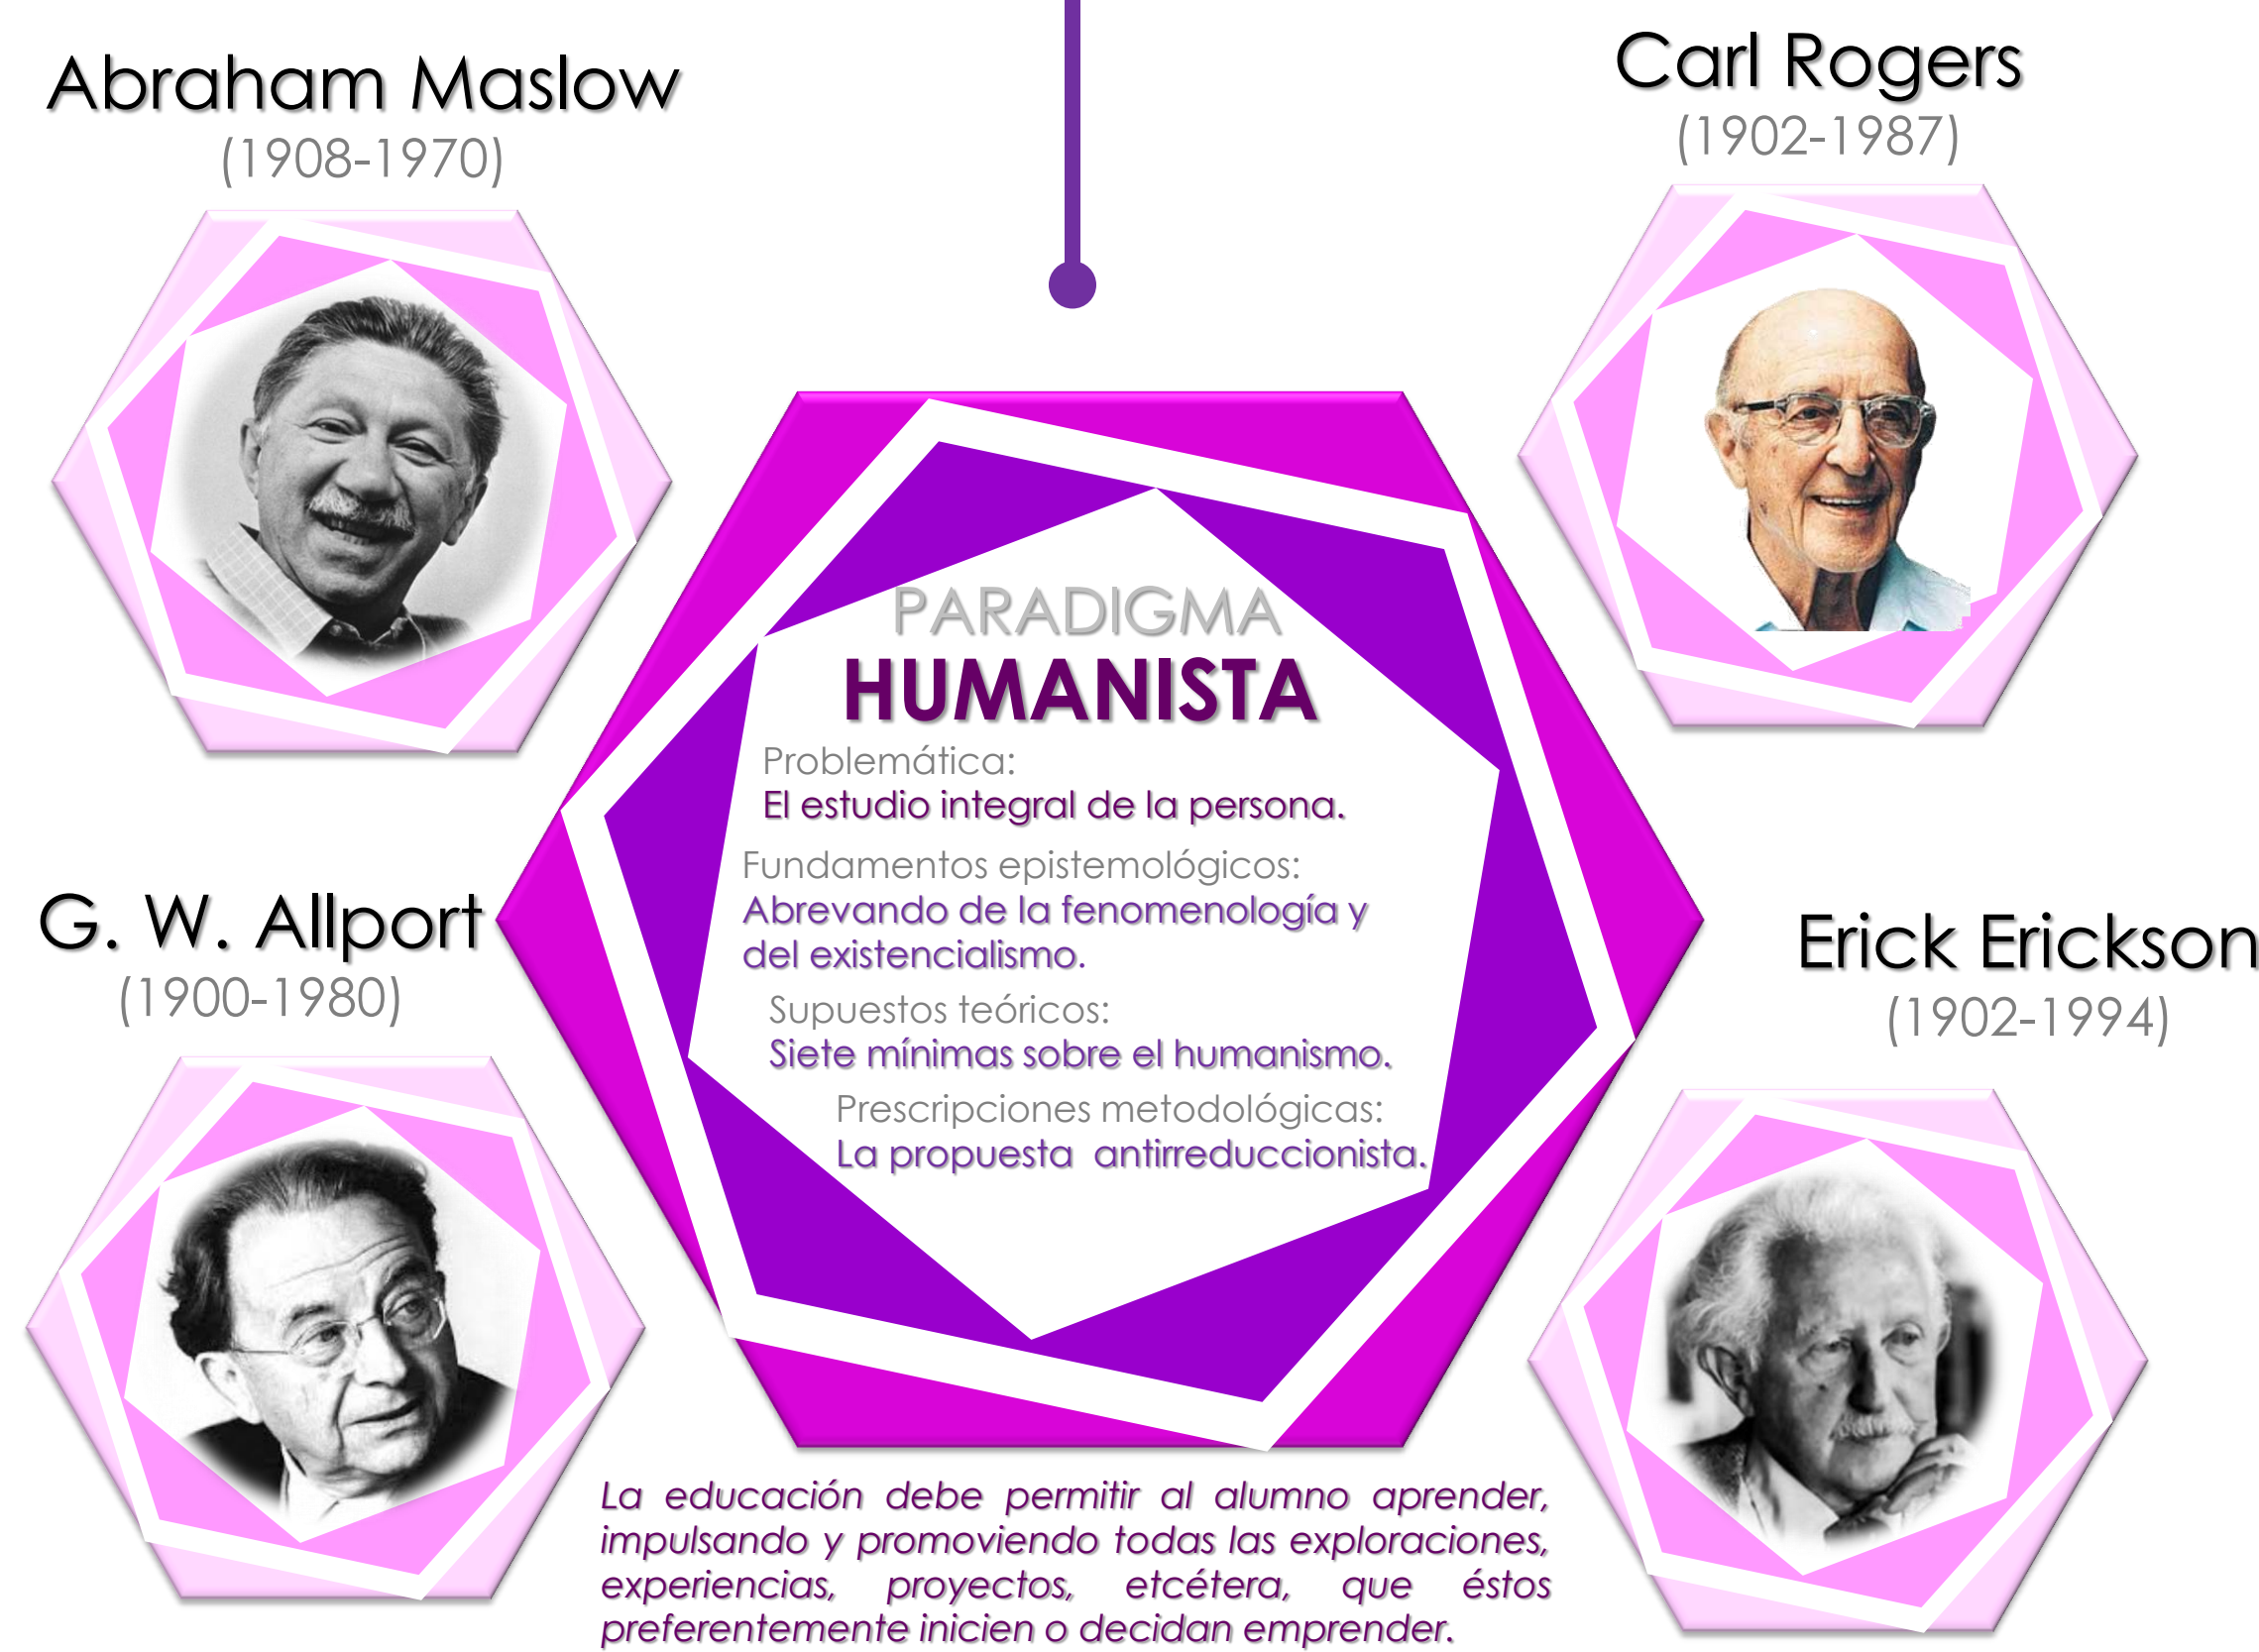 Abraham Maslow
(1908-1970)
Carl Rogers
(1902-1987)
PARADIGMA
HUMANISTA
Problemática:
El estudio integral de la persona.
Fundamentos epistemológicos:
Abrevando de la fenomenología y
del existencialismo.
Supuestos teóricos:
Siete mínimas sobre el humanismo.
Prescripciones metodológicas:
La propuesta antirreduccionista.
G. W. Allport
(1900-1980)
Erick Erickson
(1902-1994)
La educación debe permitir al alumno aprender,
impulsando y promoviendo todas las exploraciones,
experiencias, proyectos, etcétera, que éstos
preferentemente inicien o decidan emprender.